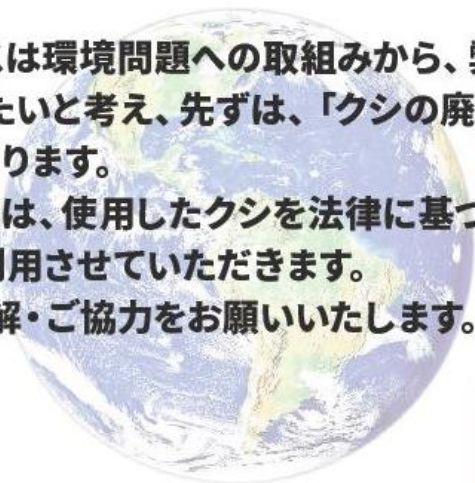 は環境問題への取組みから、
たいと考え、先ずは、「クシの廃
ります。
は、使用したクシを法律に基づ
用させていただきます。
解・ご協力をお願いいたします。